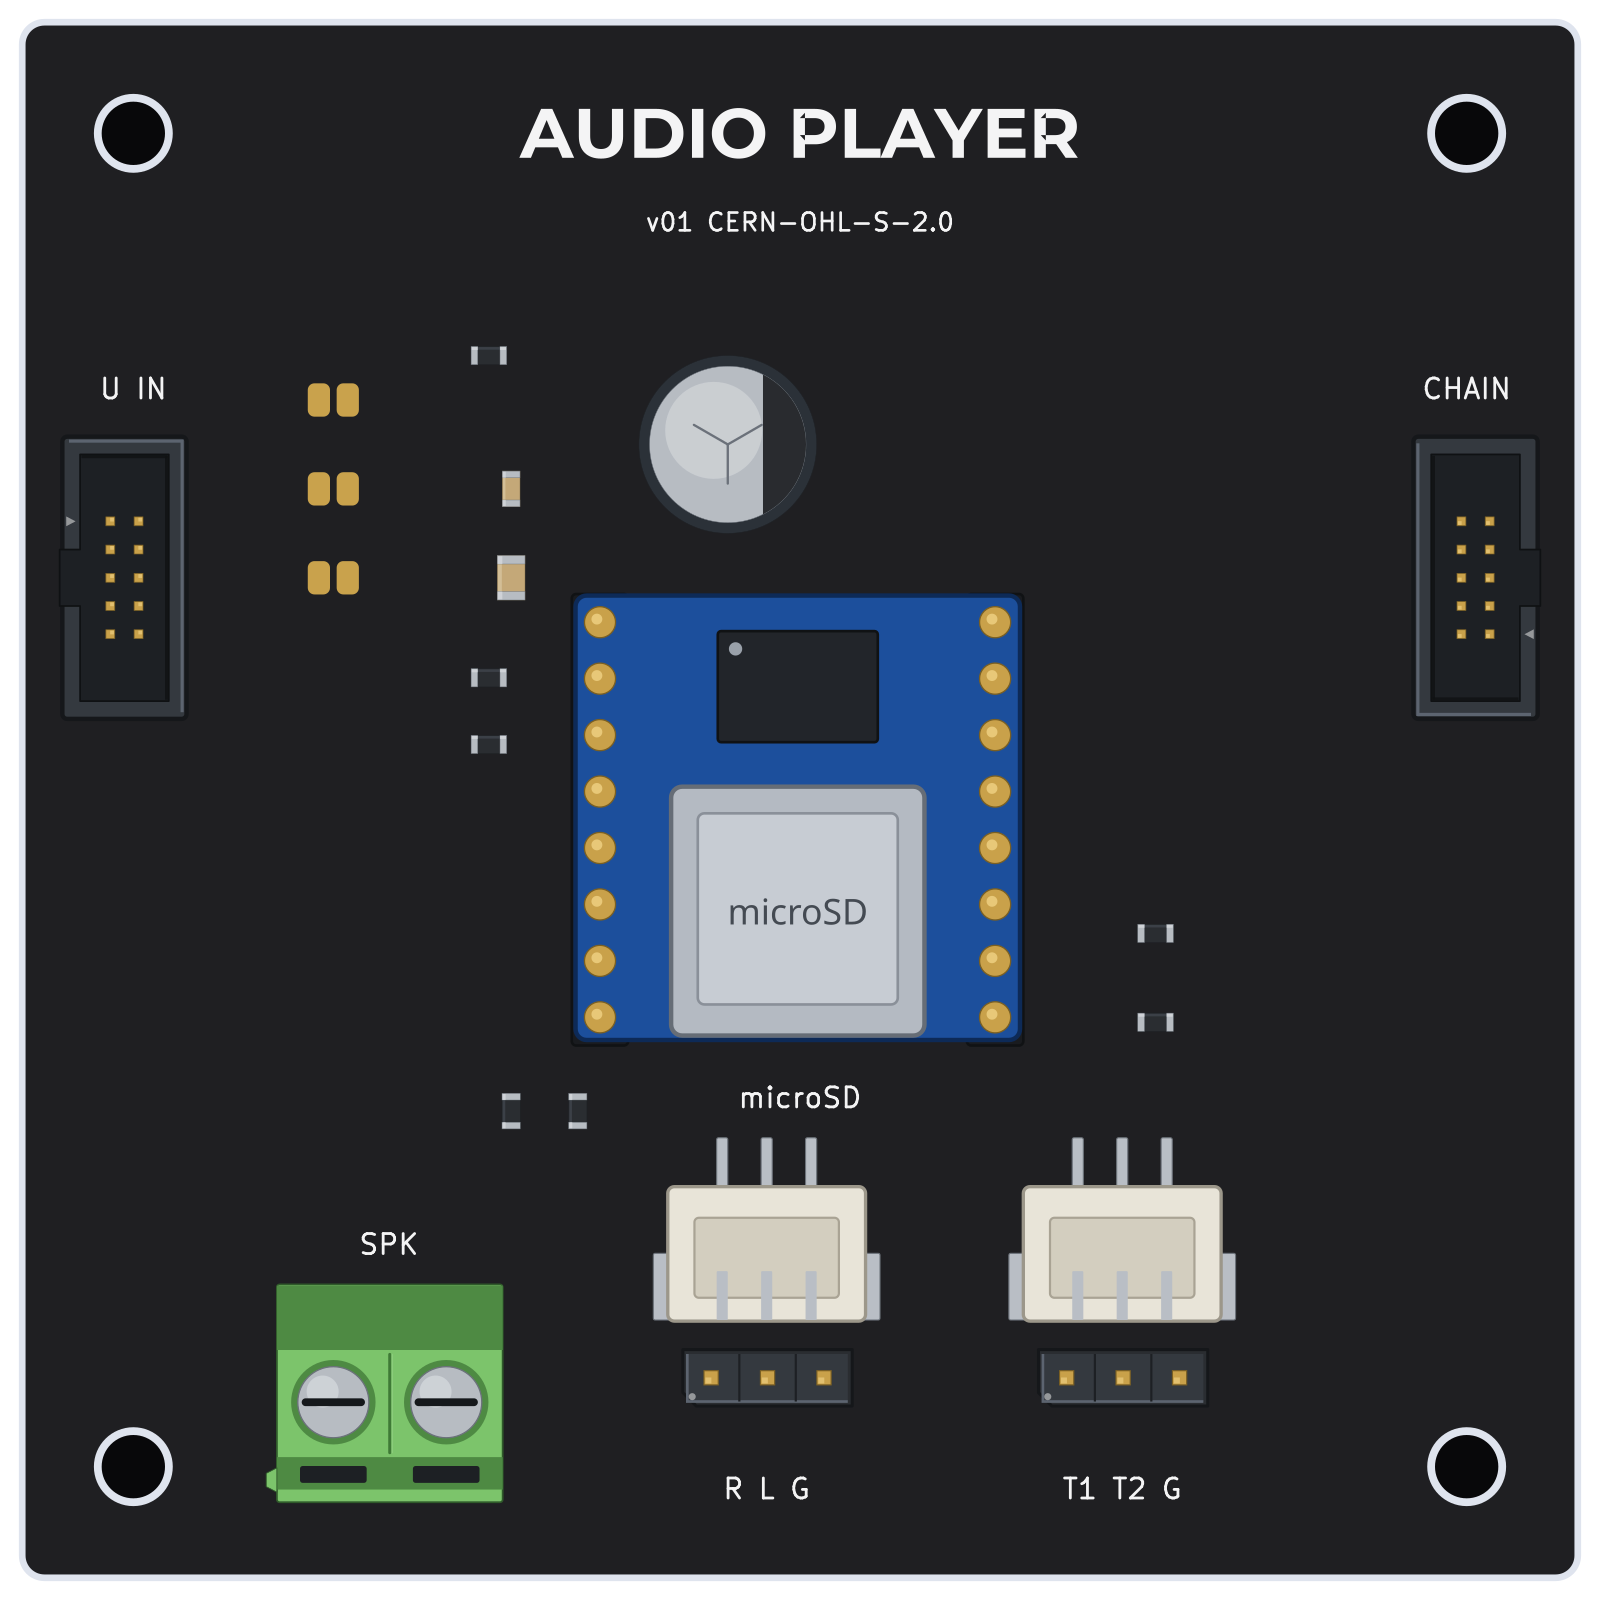 AUDIO PLAYER
v01 CERN-OHL-S-2.0
U IN
CHAIN
microSD
microSD
SPK
R L G
T1 T2 G